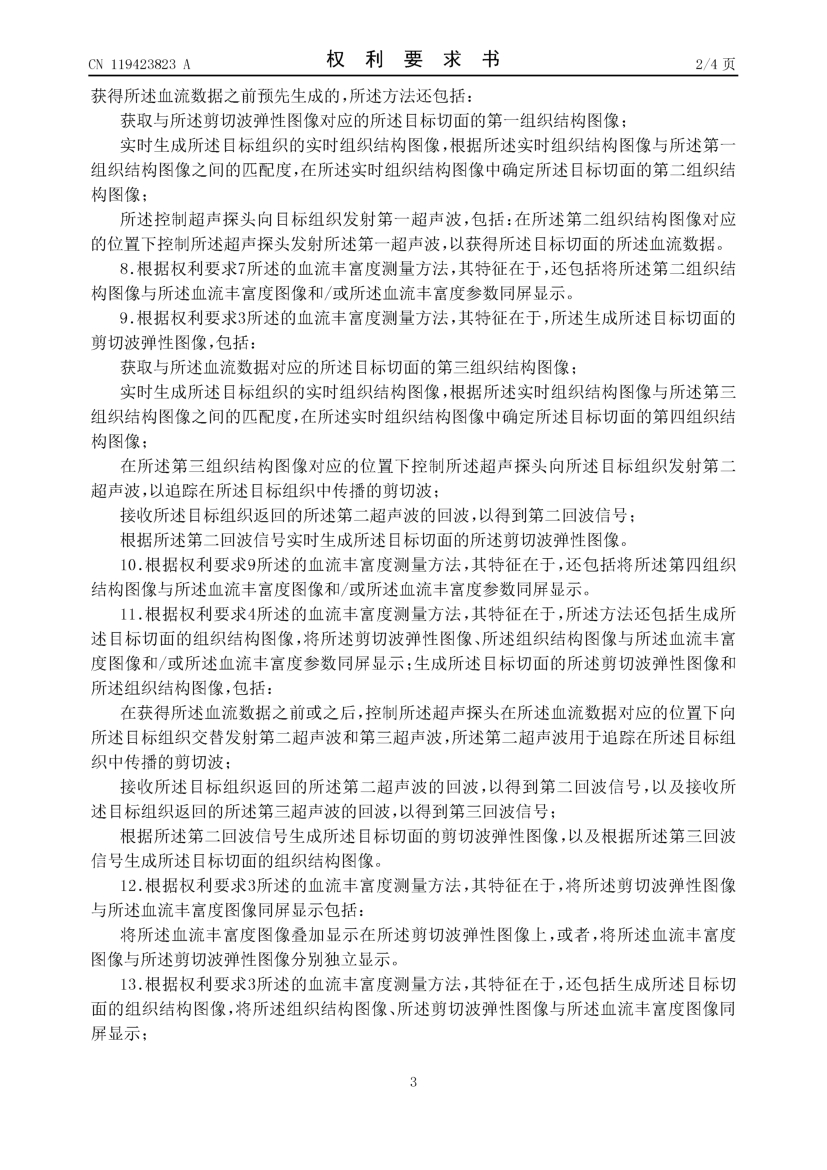 CN 119423823 A
权利要求书
2/4 页
获得所述血流数据之前预先生成的,所述方法还包括:
获取与所述剪切波弹性图像对应的所述目标切面的第一组织结构图像;
实时生成所述目标组织的实时组织结构图像,根据所述实时组织结构图像与所述第一
组织结构图像之间的匹配度,在所述实时组织结构图像中确定所述目标切面的第二组织结
构图像;
所述控制超声探头向目标组织发射第一超声波,包括:在所述第二组织结构图像对应
的位置下控制所述超声探头发射所述第一超声波,以获得所述目标切面的所述血流数据。
8.根据权利要求7所述的血流丰富度测量方法,其特征在于,还包括将所述第二组织结
构图像与所述血流丰富度图像和/或所述血流丰富度参数同屏显示。
9.根据权利要求3所述的血流丰富度测量方法,其特征在于,所述生成所述目标切面的
剪切波弹性图像,包括:
获取与所述血流数据对应的所述目标切面的第三组织结构图像;
实时生成所述目标组织的实时组织结构图像,根据所述实时组织结构图像与所述第三
组织结构图像之间的匹配度,在所述实时组织结构图像中确定所述目标切面的第四组织结
构图像;
在所述第三组织结构图像对应的位置下控制所述超声探头向所述目标组织发射第二
超声波,以追踪在所述目标组织中传播的剪切波;
接收所述目标组织返回的所述第二超声波的回波,以得到第二回波信号;
根据所述第二回波信号实时生成所述目标切面的所述剪切波弹性图像。
10.根据权利要求9所述的血流丰富度测量方法,其特征在于,还包括将所述第四组织
结构图像与所述血流丰富度图像和/或所述血流丰富度参数同屏显示。
11.根据权利要求4所述的血流丰富度测量方法,其特征在于,所述方法还包括生成所
述目标切面的组织结构图像,将所述剪切波弹性图像、所述组织结构图像与所述血流丰富
度图像和/或所述血流丰富度参数同屏显示;生成所述目标切面的所述剪切波弹性图像和
所述组织结构图像,包括:
在获得所述血流数据之前或之后,控制所述超声探头在所述血流数据对应的位置下向
所述目标组织交替发射第二超声波和第三超声波,所述第二超声波用于追踪在所述目标组
织中传播的剪切波;
接收所述目标组织返回的所述第二超声波的回波,以得到第二回波信号,以及接收所
述目标组织返回的所述第三超声波的回波,以得到第三回波信号;
根据所述第二回波信号生成所述目标切面的剪切波弹性图像,以及根据所述第三回波
信号生成所述目标切面的组织结构图像。
12.根据权利要求3所述的血流丰富度测量方法,其特征在于,将所述剪切波弹性图像
与所述血流丰富度图像同屏显示包括:
将所述血流丰富度图像叠加显示在所述剪切波弹性图像上,或者,将所述血流丰富度
图像与所述剪切波弹性图像分别独立显示。
13.根据权利要求3所述的血流丰富度测量方法,其特征在于,还包括生成所述目标切
面的组织结构图像,将所述组织结构图像、所述剪切波弹性图像与所述血流丰富度图像同
屏显示;
3